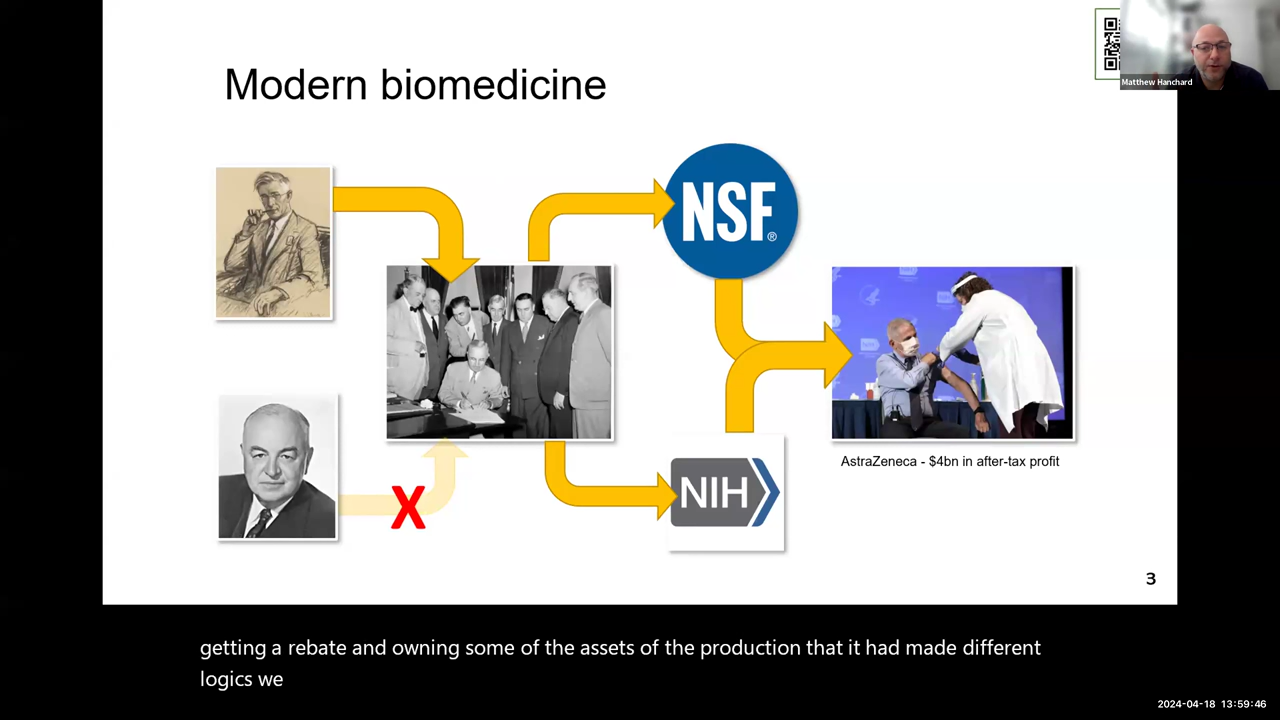 Modern biomedicine
Matthew Hanchard
NSF®
NIH
AstraZeneca - $4bn in after-tax profit
X
3
getting a rebate and owning some of the assets of the production that it had made different
logics we
2024-04-18 13:59:46